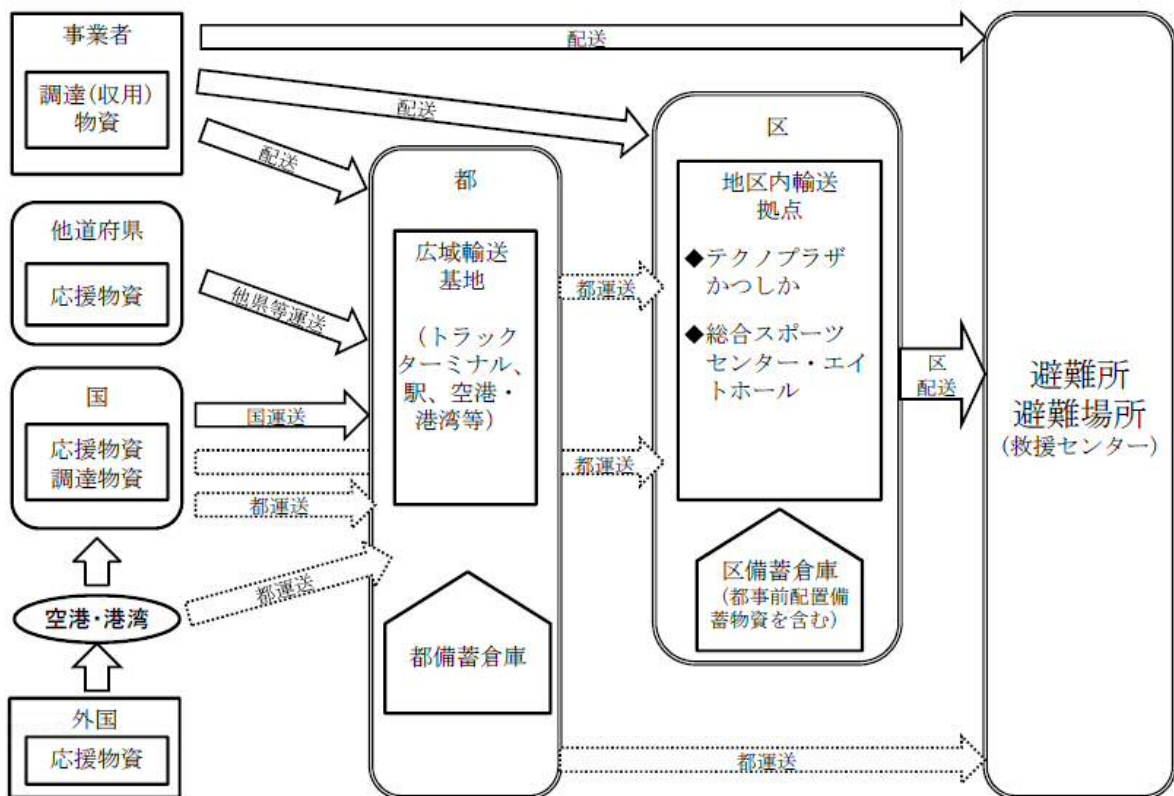 事業者
調達(収用)
物資
配送
配送
配送
他道府県
応援物資
他県等運送
国
応援物資
調達物資
国運送
都運送
空港・港湾
都運送
外国
応援物資
都
広域輸送
基地
（トラック
ターミナル、
駅、空港・
港湾等）
都備蓄倉庫
都運送
都運送
都運送
区
地区内輸送
拠点
◆テクノプラザ
かつしか
◆総合スポーツ
センター・エイ
トホール
区備蓄倉庫
（都事前配置備
蓄物資を含む）
区
配送
避難所
避難場所
(救援センター)